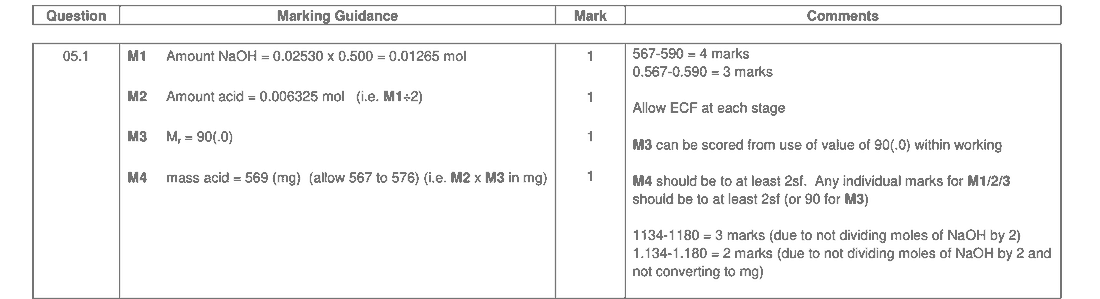 Question Marking Guidance Mark Comments
05.1 M1 Amount NaOH = 0.02530 x 0.500 = 0.01265 mol 1 567-590 = 4 marks
0.567-0.590 = 3 marks
M2 Amount acid = 0.006325 mol (i.e. M1÷2) 1
Allow ECF at each stage
M3 Mr = 90(.0) 1
M3 can be scored from use of value of 90(.0) within working
M4 mass acid = 569 (mg) (allow 567 to 576) (i.e. M2 x M3 in mg) 1 M4 should be to at least 2sf. Any individual marks for M1/2/3
should be to at least 2sf (or 90 for M3)
1134-1180 = 3 marks (due to not dividing moles of NaOH by 2)
1.134-1.180 = 2 marks (due to not dividing moles of NaOH by 2 and
not converting to mg)